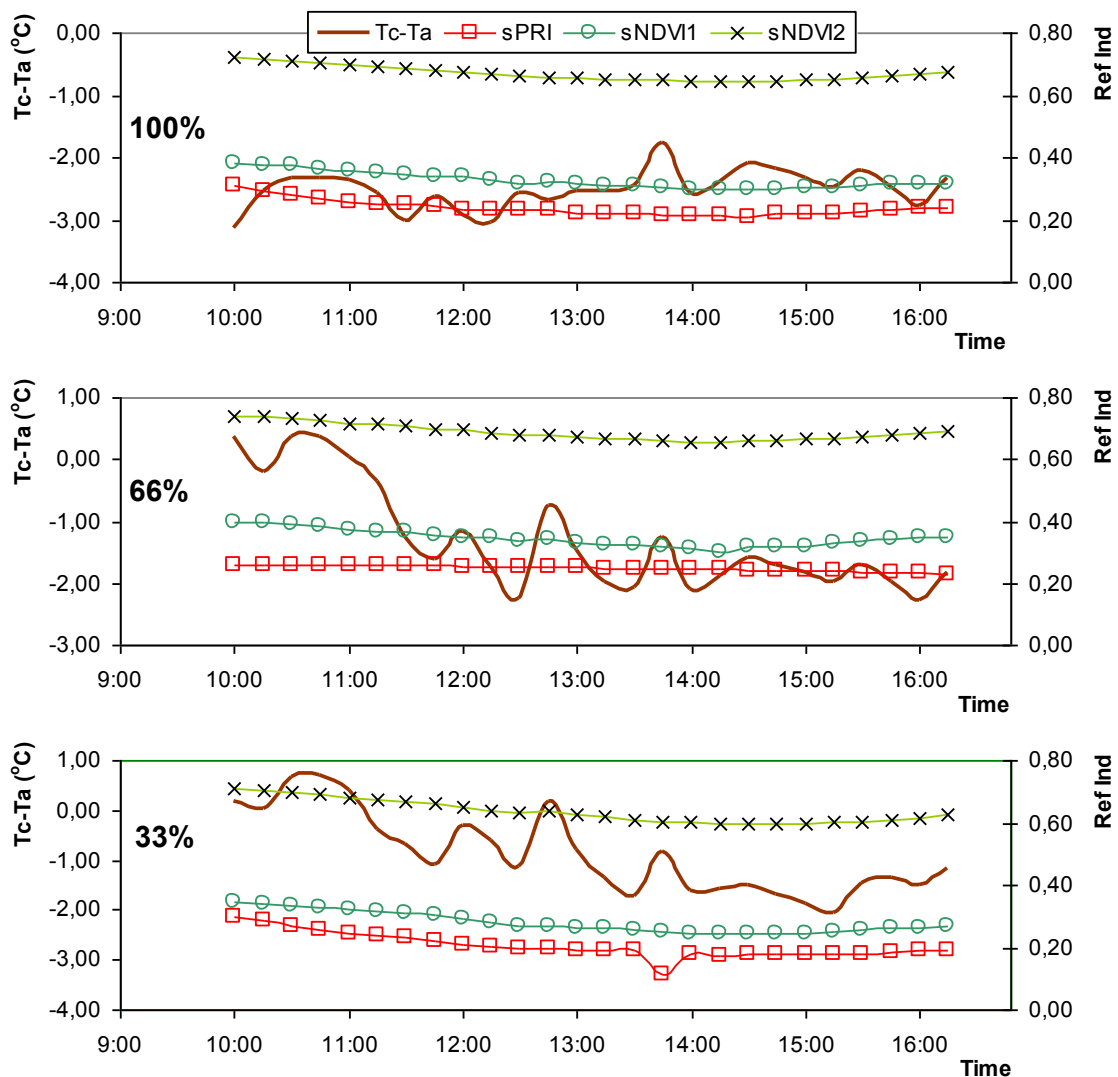 Tc-Ta (°C)
Ref Ind
Tc-Ta sPRI sNDVI1 sNDVI2
0,00 0,80
-1,00 0,60
100%
-2,00 0,40
-3,00 0,20
-4,00 0,00
9:00 10:00 11:00 12:00 13:00 14:00 15:00 16:00
Time
Tc-Ta (°C)
Ref Ind
1,00 0,80
0,00 0,60
66%
-1,00 0,40
-2,00 0,20
-3,00 0,00
9:00 10:00 11:00 12:00 13:00 14:00 15:00 16:00
Time
Tc-Ta (°C)
Ref Ind
1,00 0,80
0,00
0,60
33%
-1,00
0,40
-2,00
0,20
-3,00
-4,00 0,00
9:00 10:00 11:00 12:00 13:00 14:00 15:00 16:00
Time